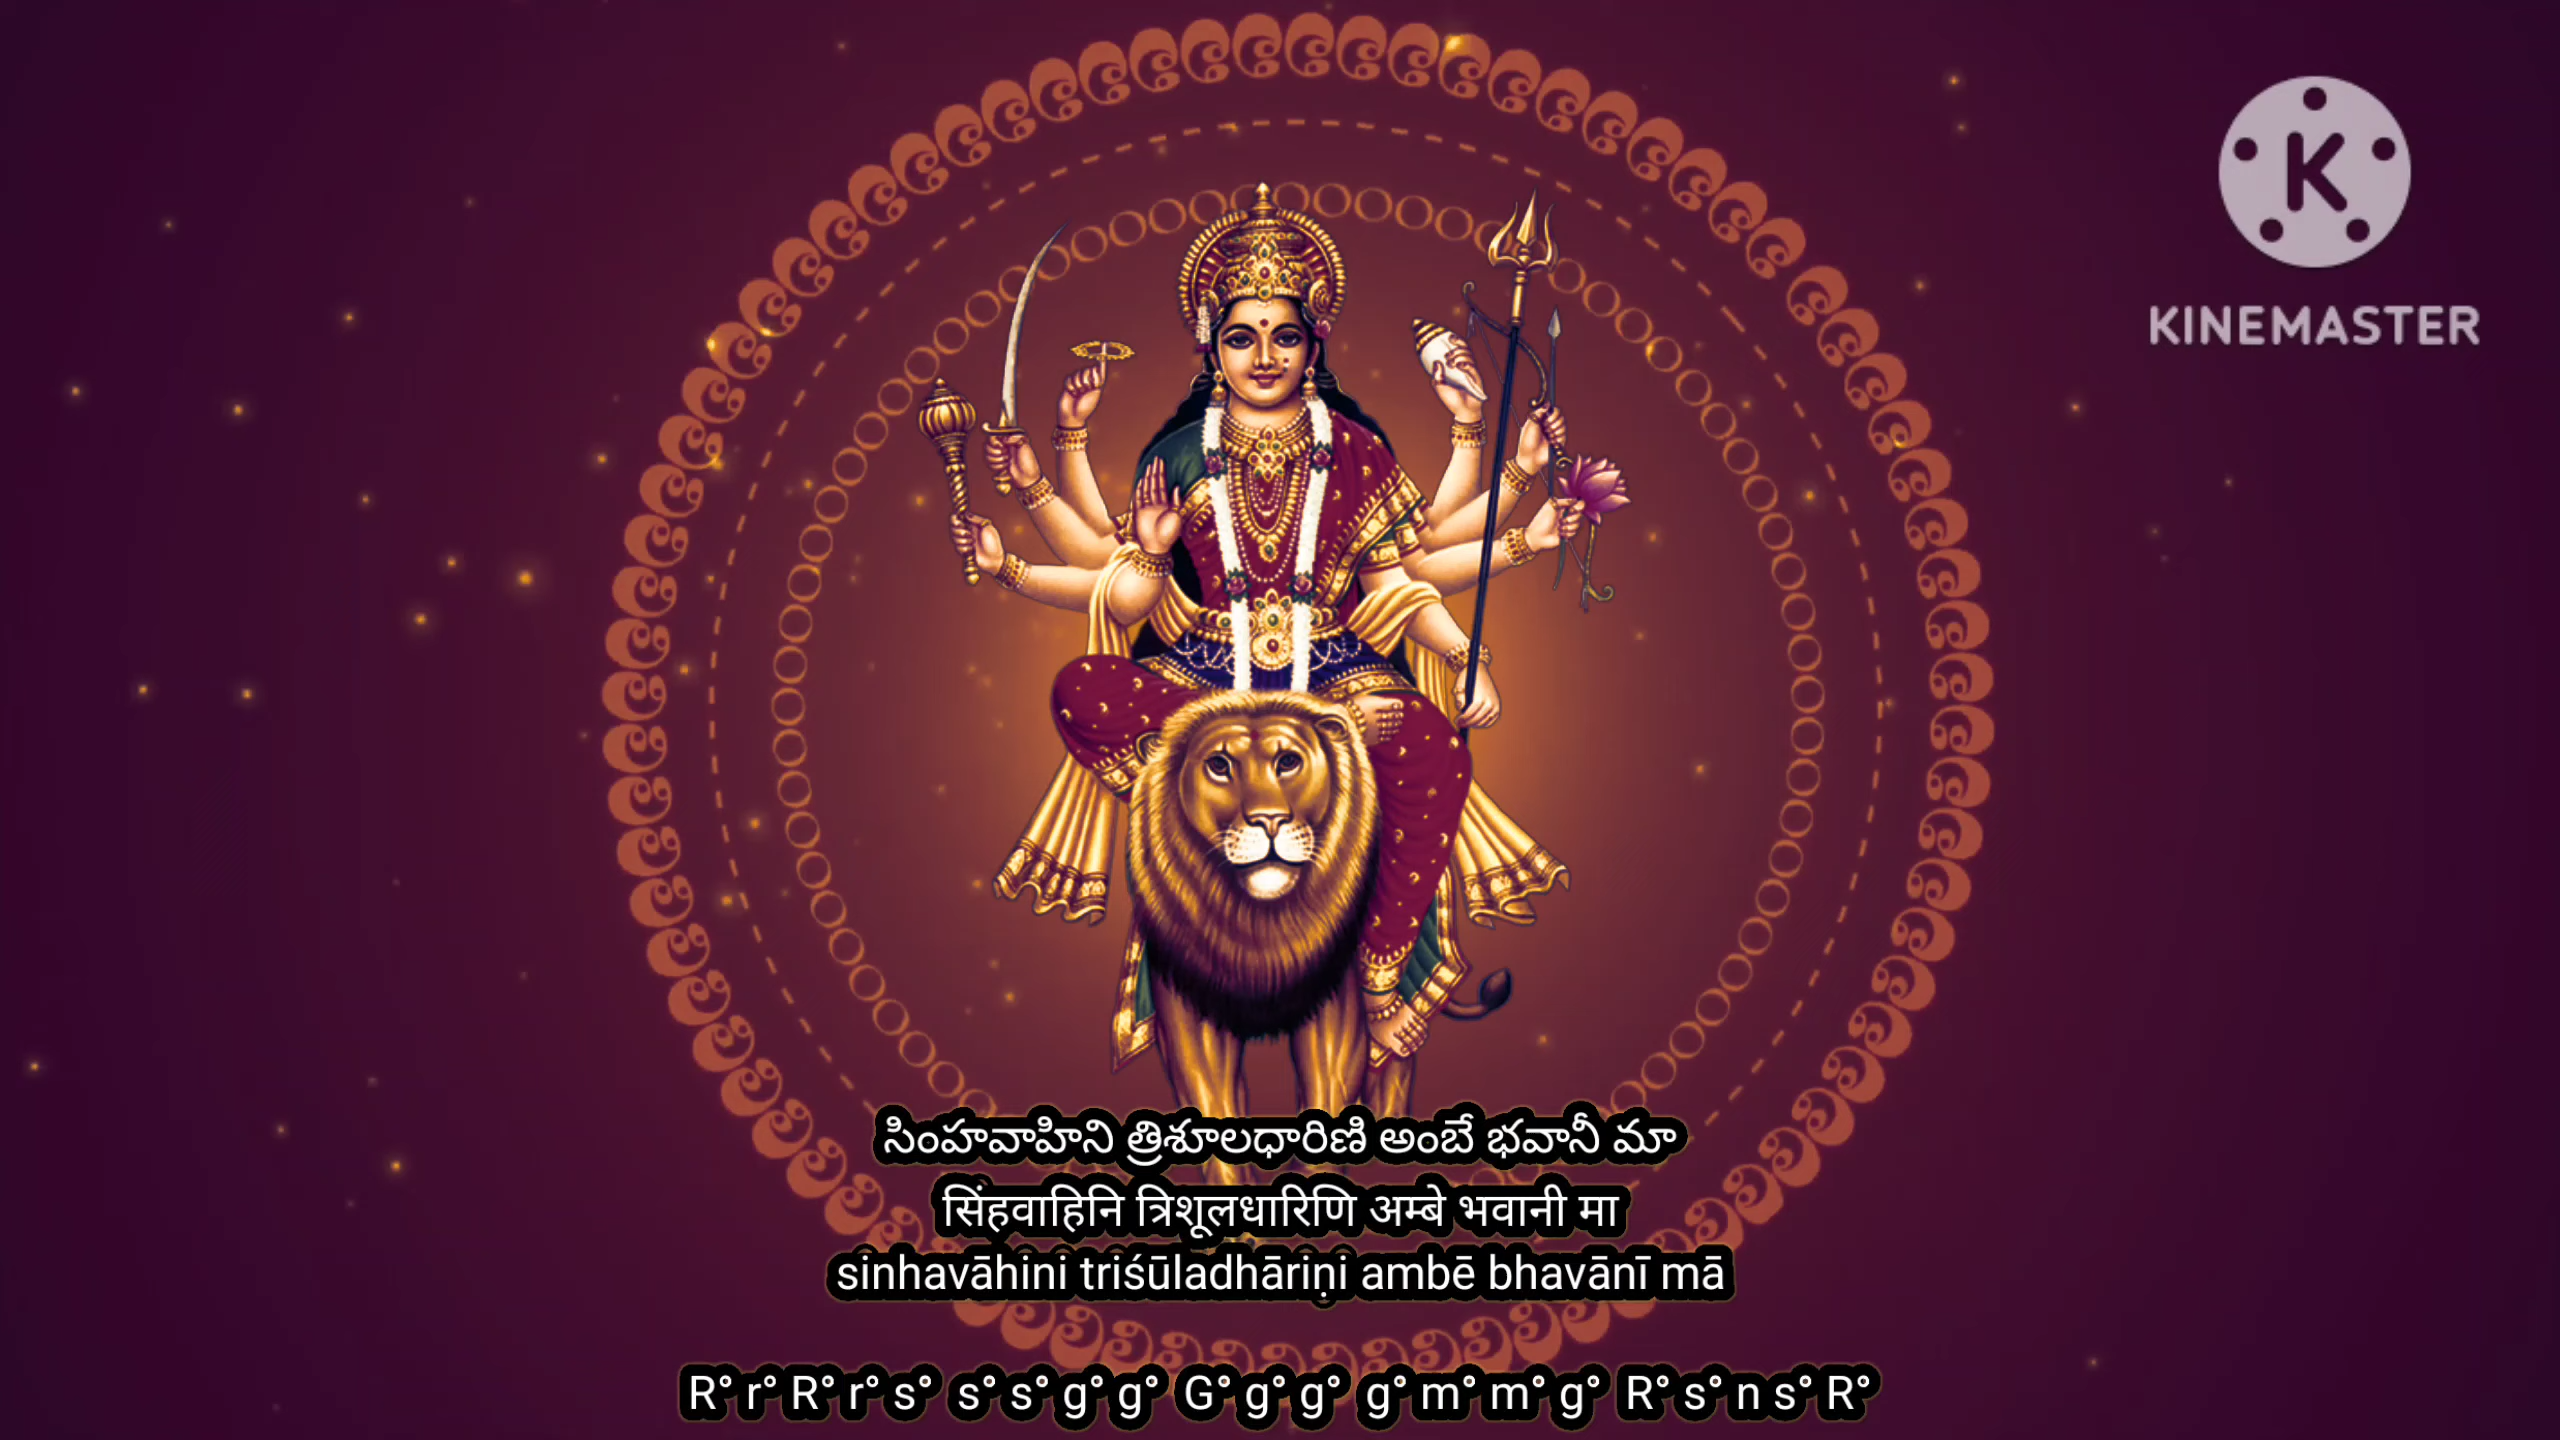 K
KINEMASTER
సింహవాహిని త్రిశూలధారిణి అంబే భవానీ మా
सिंहवाहिनि त्रिशूलधारिणि अम्बे भवानी मा
sinhavāhini triśūladhāriṇi ambē bhavānī mā
R° r° R° r° s° s° s° g° g° G° g° g° g° m° m° g° R° s° n s° R°